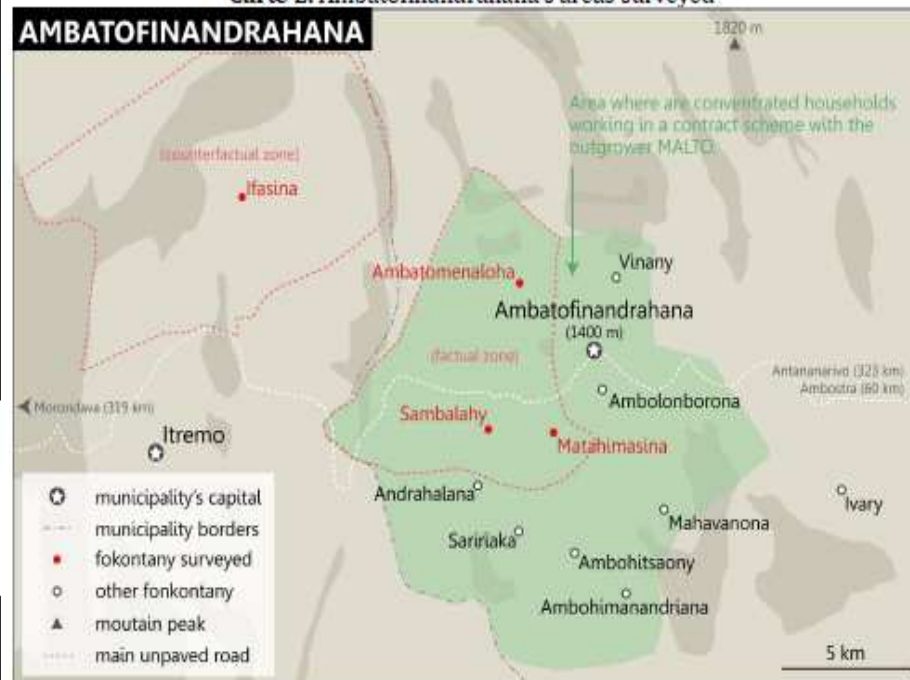 AMBATOFINANDRAHANA
1820 m
Area where are conventrated households
working in a contract scheme with the
outgrower MALTO.
(counterfactual zone)
Ifasina
Vinany
Ambatomenaloha
Ambatofinandrahana
(1400 m)
(factual zone)
Antananarivo (323 km)
Ambostra (60 km)
Ambolonborona
Morondava (319 km)
Sambalahy
Itremo
Matahimasina
Andrahalana
Ivary
Mahavanona
Saririaka
Ambohitsaony
Ambohimanandriana
municipality's capital
municipality borders
fokontany surveyed
other fonkontany
moutain peak
main unpaved road
5 km